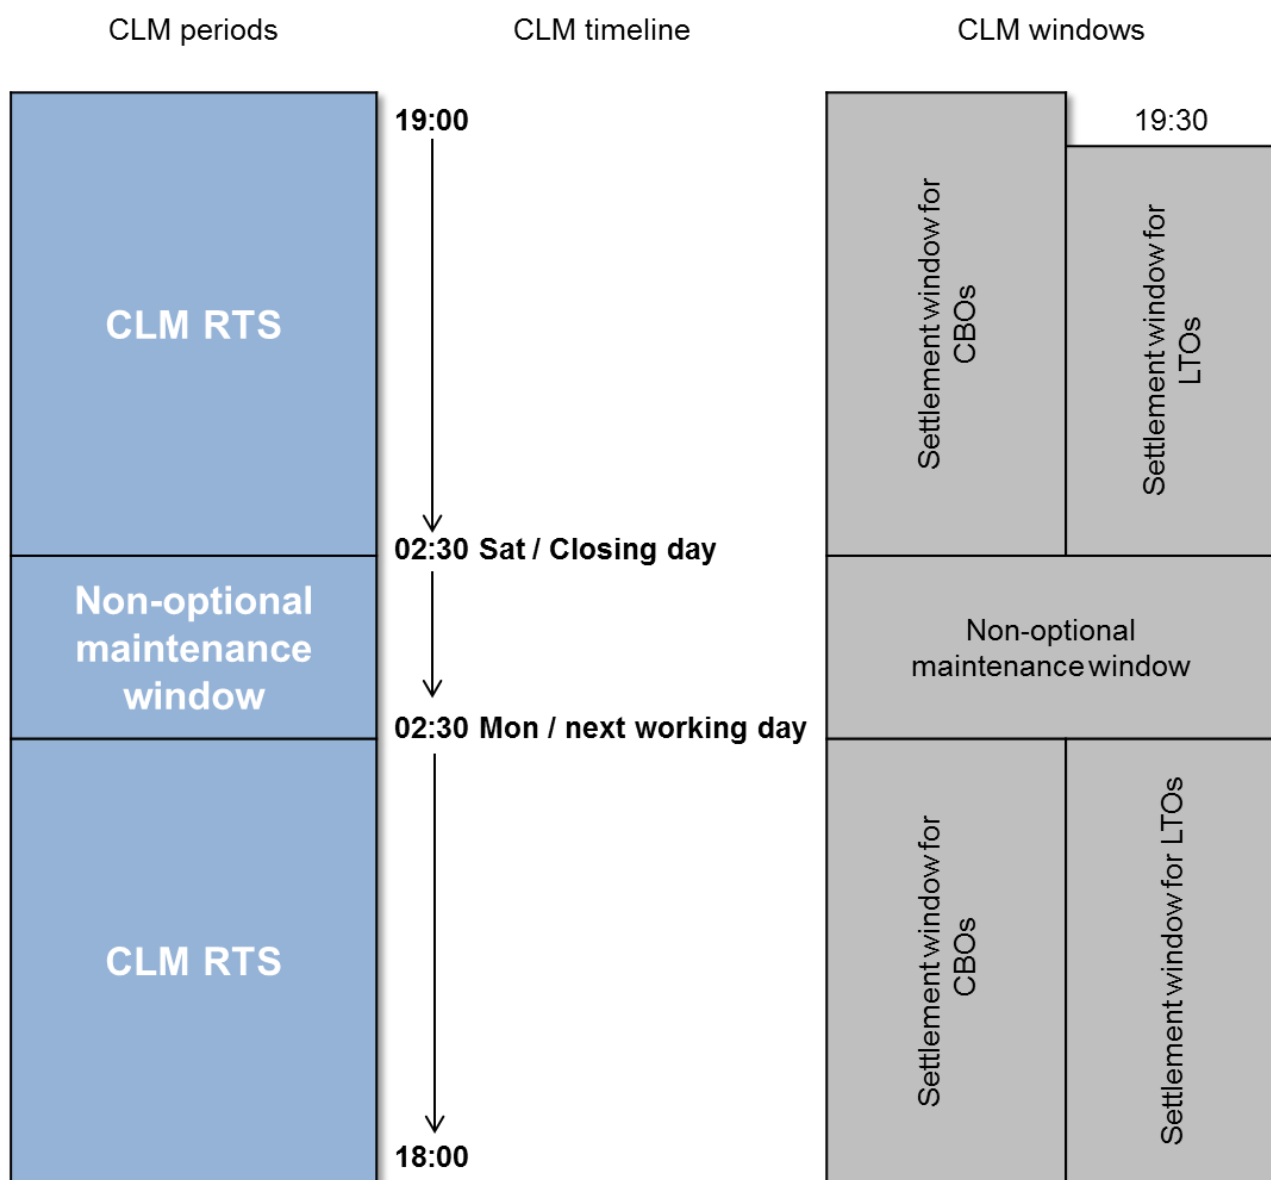 CLM periods
CLM timeline
CLM windows
19:00
19:30
CLM RTS
Settlement window for
CBOs
Settlement window for
LTOs
02:30 Sat / Closing day
Non-optional
maintenance
window
Non-optional
maintenance window
02:30 Mon / next working day
CLM RTS
Settlement window for
CBOs
Settlement window for LTOs
18:00